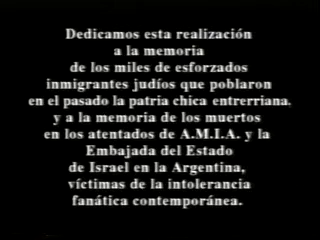 Dedicamos esta realización
a la memoria
de los miles de esforzados
inmigrantes judíos que poblaron
en el pasado la patria chica entrerriana,
y a la memoria de los muertos
en los atentados de A.M.I.A. y la
Embajada del Estado
de Israel en la Argentina,
víctimas de la intolerancia
fanática contemporánea.